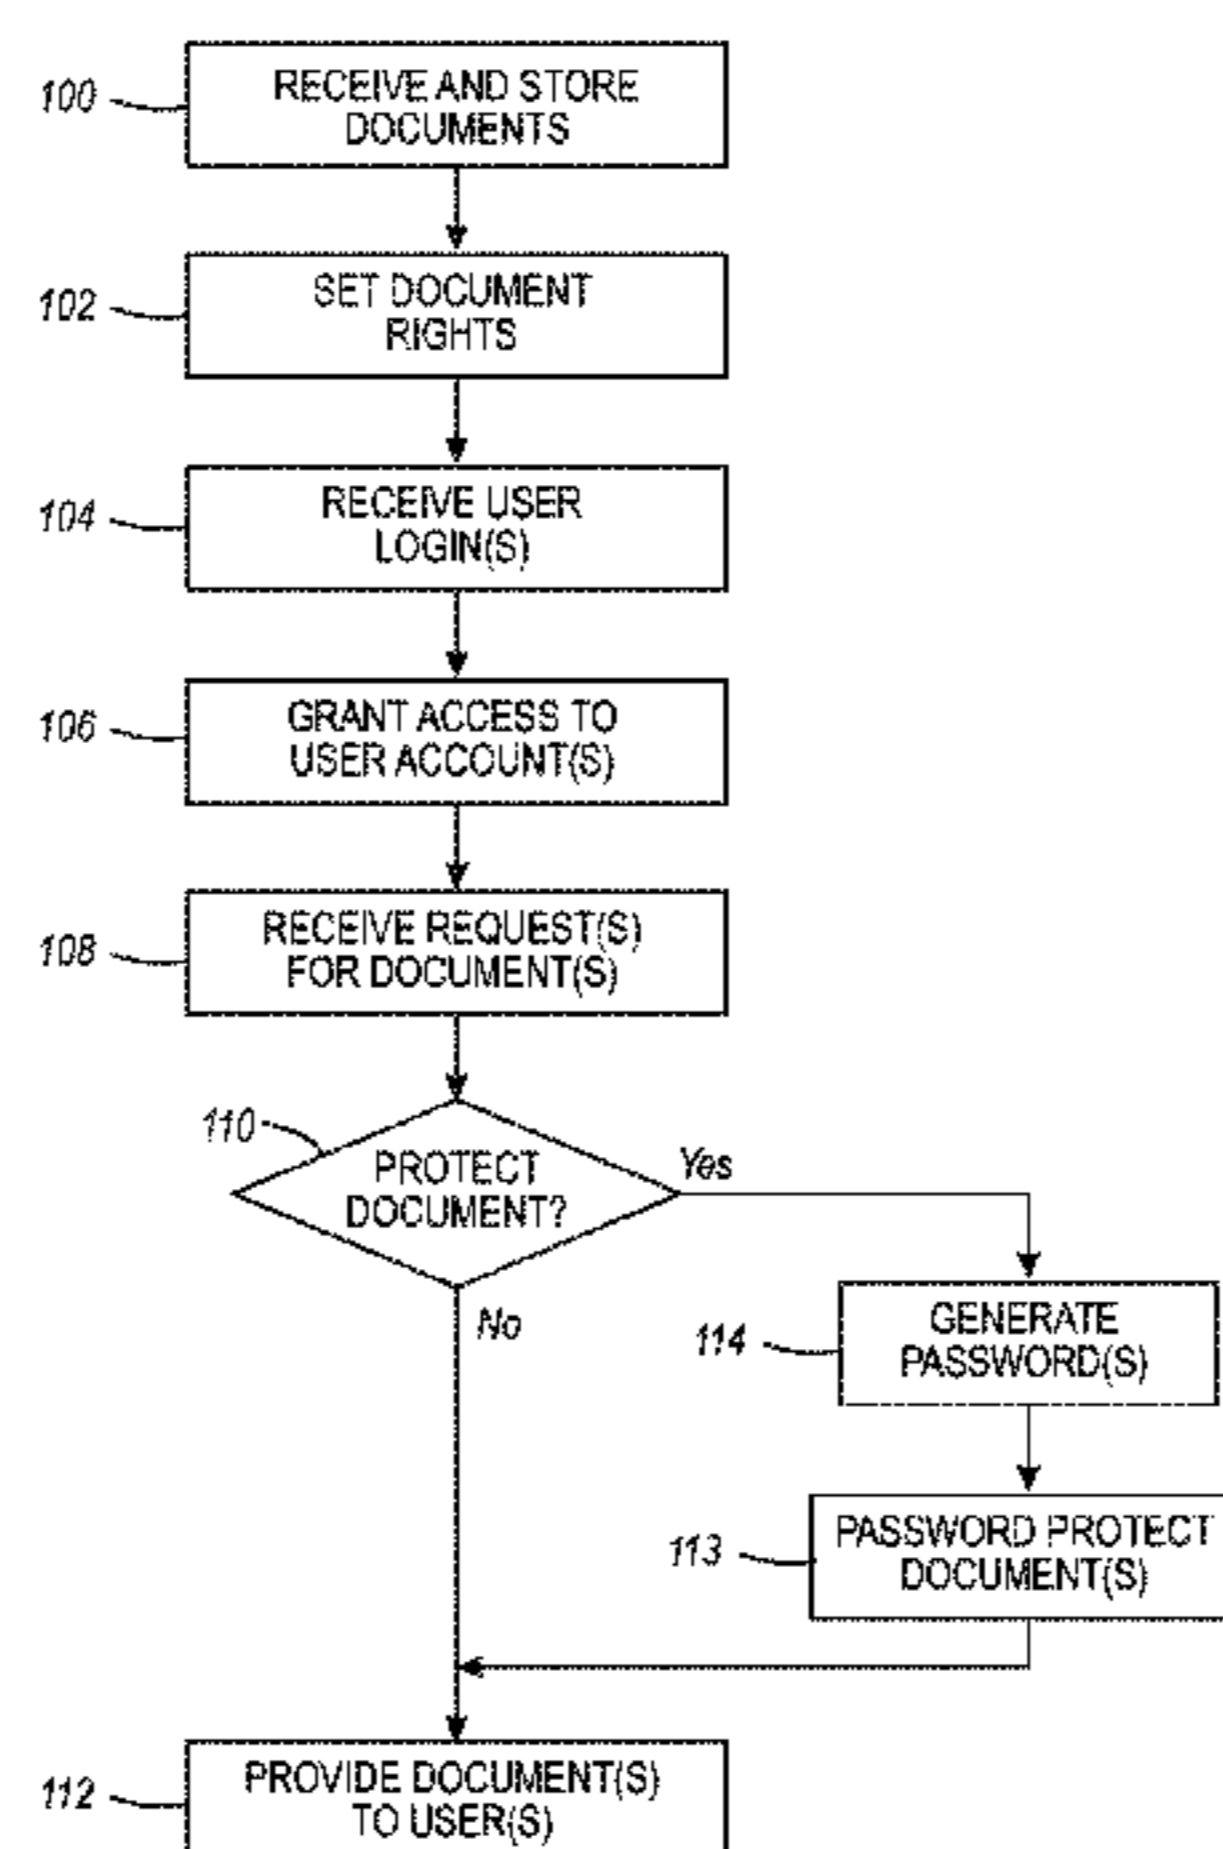 100
RECEIVE AND STORE
DOCUMENTS
102
SET DOCUMENT
RIGHTS
104
RECEIVE USER
LOGIN(S)
106
GRANT ACCESS TO
USER ACCOUNT(S)
108
RECEIVE REQUEST(S)
FOR DOCUMENT(S)
110
PROTECT
DOCUMENT?
Yes
No
114
GENERATE
PASSWORD(S)
113
PASSWORD PROTECT
DOCUMENT(S)
112
PROVIDE DOCUMENT(S)
TO USER(S)